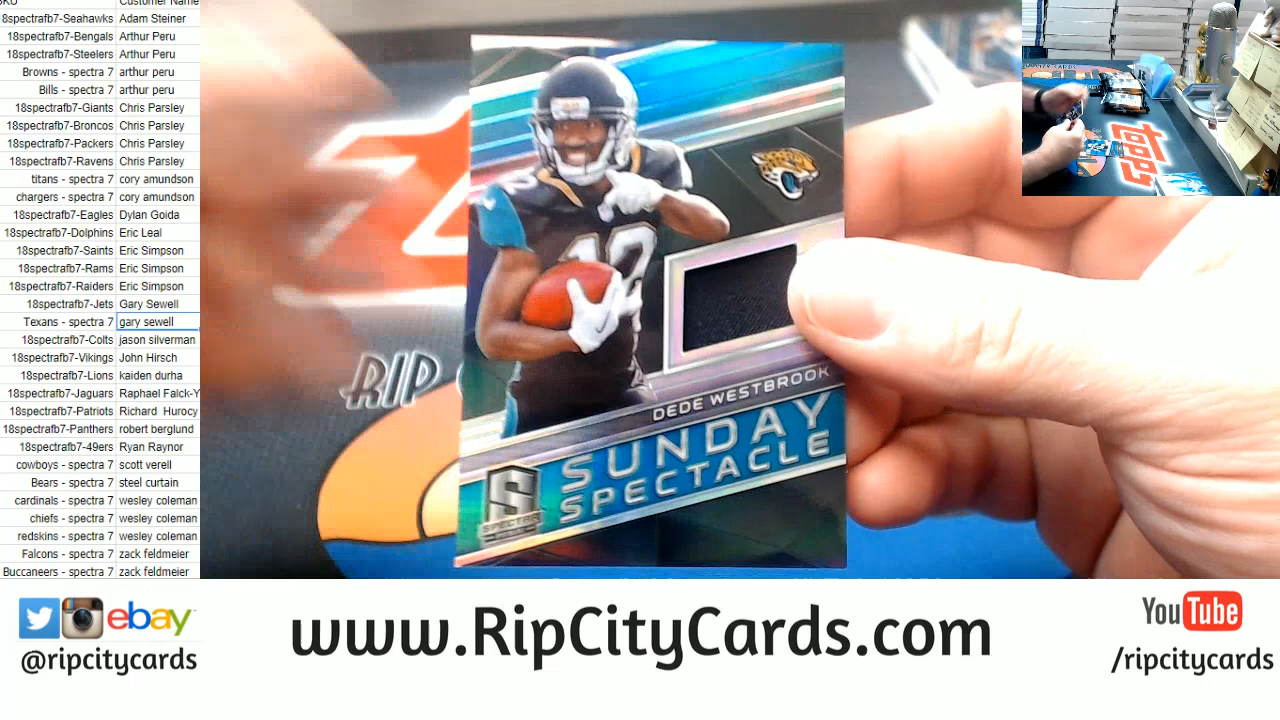 SKU Customer Name
18spectrafb7-Seahawks Adam Steiner
18spectrafb7-Bengals Arthur Peru
18spectrafb7-Steelers Arthur Peru
Browns - spectra 7 arthur peru
Bills - spectra 7 arthur peru
18spectrafb7-Giants Chris Parsley
18spectrafb7-Broncos Chris Parsley
18spectrafb7-Packers Chris Parsley
18spectrafb7-Ravens Chris Parsley
titans - spectra 7 cory amundson
chargers - spectra 7 cory amundson
18spectrafb7-Eagles Dylan Goida
18spectrafb7-Dolphins Eric Leal
18spectrafb7-Saints Eric Simpson
18spectrafb7-Rams Eric Simpson
18spectrafb7-Raiders Eric Simpson
18spectrafb7-Jets Gary Sewell
Texans - spectra 7 gary sewell
18spectrafb7-Colts jason silverman
18spectrafb7-Vikings John Hirsch
18spectrafb7-Lions kaiden durha
18spectrafb7-Jaguars Raphael Falck-Y
18spectrafb7-Patriots Richard Hurocy
18spectrafb7-Panthers robert berglund
18spectrafb7-49ers Ryan Raynor
cowboys - spectra 7 scott verell
Bears - spectra 7 steel curtain
cardinals - spectra 7 wesley coleman
chiefs - spectra 7 wesley coleman
redskins - spectra 7 wesley coleman
Falcons - spectra 7 zack feldmeier
Buccaneers - spectra 7 zack feldmeier
RIP
12
DEDE WESTBROOK
SUNDAY
SPECTACLE
S
SPECTRA
topps
ebay
@ripcitycards
www.RipCityCards.com
YouTube
/ripcitycards